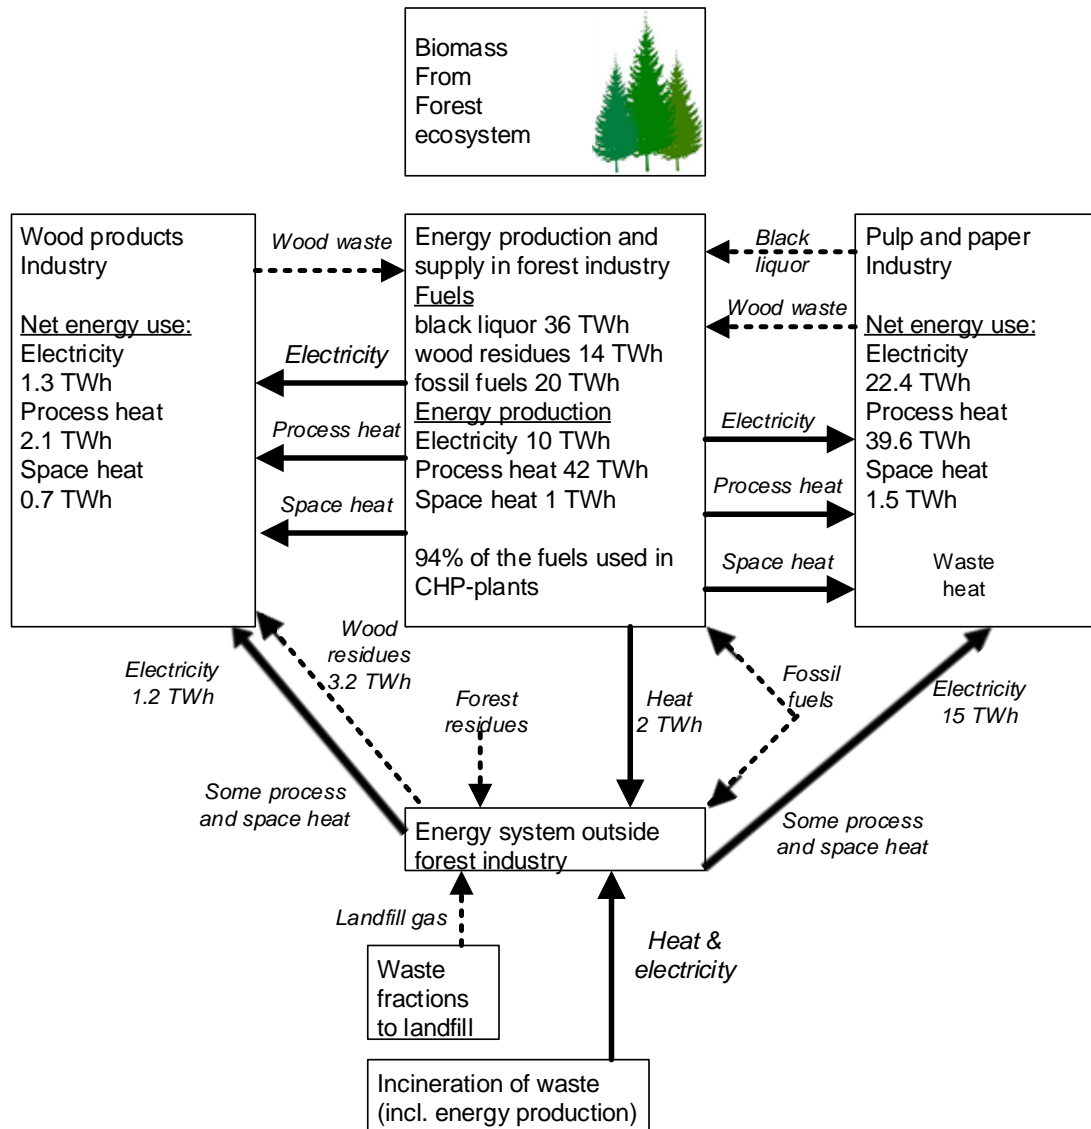 Biomass
From
Forest
ecosystem
Wood products
Industry
Net energy use:
Electricity
1.3 TWh
Process heat
2.1 TWh
Space heat
0.7 TWh
Wood waste
Electricity
Process heat
Space heat
Energy production and
supply in forest industry
Fuels
black liquor 36 TWh
wood residues 14 TWh
fossil fuels 20 TWh
Energy production
Electricity 10 TWh
Process heat 42 TWh
Space heat 1 TWh
94% of the fuels used in
CHP-plants
Black
liquor
Wood waste
Electricity
Process heat
Space heat
Pulp and paper
Industry
Net energy use:
Electricity
22.4 TWh
Process heat
39.6 TWh
Space heat
1.5 TWh
Waste
heat
Electricity
1.2 TWh
Wood
residues
3.2 TWh
Forest
residues
Heat
2 TWh
Fossil
fuels
Electricity
15 TWh
Some process
and space heat
Energy system outside
forest industry
Some process
and space heat
Landfill gas
Heat &
electricity
Waste
fractions
to landfill
Incineration of waste
(incl. energy production)